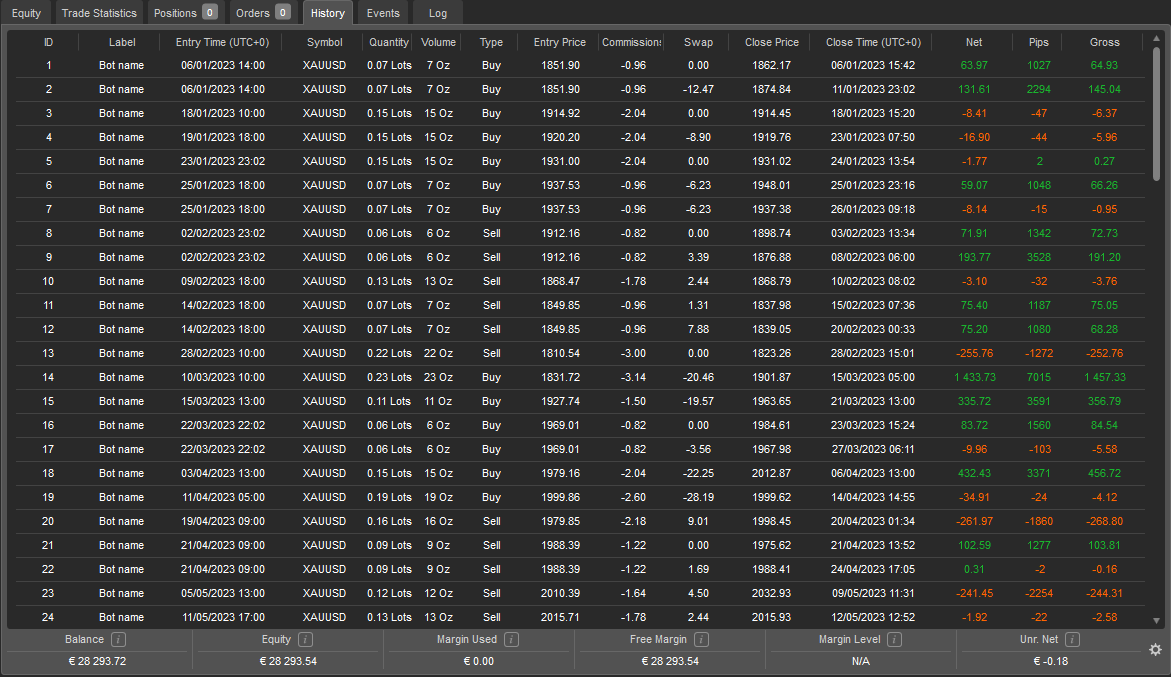 Equity Trade Statistics Positions 0 Orders 0 History Events Log
ID Label Entry Time (UTC+0) Symbol Quantity Volume Type Entry Price Commissions Swap Close Price Close Time (UTC+0) Net Pips Gross
1 Bot name 06/01/2023 14:00 XAUUSD 0.07 Lots 7 Oz Buy 1851.90 -0.96 0.00 1862.17 06/01/2023 15:42 63.97 1027 64.93
2 Bot name 06/01/2023 14:00 XAUUSD 0.07 Lots 7 Oz Buy 1851.90 -0.96 -12.47 1874.84 11/01/2023 23:02 131.61 2294 145.04
3 Bot name 18/01/2023 10:00 XAUUSD 0.15 Lots 15 Oz Buy 1914.92 -2.04 0.00 1914.45 18/01/2023 15:20 -8.41 -47 -6.37
4 Bot name 19/01/2023 18:00 XAUUSD 0.15 Lots 15 Oz Buy 1920.20 -2.04 -8.90 1919.76 23/01/2023 07:50 -16.90 -44 -5.96
5 Bot name 23/01/2023 23:02 XAUUSD 0.15 Lots 15 Oz Buy 1931.00 -2.04 0.00 1931.02 24/01/2023 13:54 -1.77 2 0.27
6 Bot name 25/01/2023 18:00 XAUUSD 0.07 Lots 7 Oz Buy 1937.53 -0.96 -6.23 1948.01 25/01/2023 23:16 59.07 1048 66.26
7 Bot name 25/01/2023 18:00 XAUUSD 0.07 Lots 7 Oz Buy 1937.53 -0.96 -6.23 1937.38 26/01/2023 09:18 -8.14 -15 -0.95
8 Bot name 02/02/2023 23:02 XAUUSD 0.06 Lots 6 Oz Sell 1912.16 -0.82 0.00 1898.74 03/02/2023 13:34 71.91 1342 72.73
9 Bot name 02/02/2023 23:02 XAUUSD 0.06 Lots 6 Oz Sell 1912.16 -0.82 3.39 1876.88 08/02/2023 06:00 193.77 3528 191.20
10 Bot name 09/02/2023 18:00 XAUUSD 0.13 Lots 13 Oz Sell 1868.47 -1.78 2.44 1868.79 10/02/2023 08:02 -3.10 -32 -3.76
11 Bot name 14/02/2023 18:00 XAUUSD 0.07 Lots 7 Oz Sell 1849.85 -0.96 1.31 1837.98 15/02/2023 07:36 75.40 1187 75.05
12 Bot name 14/02/2023 18:00 XAUUSD 0.07 Lots 7 Oz Sell 1849.85 -0.96 7.88 1839.05 20/02/2023 00:33 75.20 1080 68.28
13 Bot name 28/02/2023 10:00 XAUUSD 0.22 Lots 22 Oz Sell 1810.54 -3.00 0.00 1823.26 28/02/2023 15:01 -255.76 -1272 -252.76
14 Bot name 10/03/2023 10:00 XAUUSD 0.23 Lots 23 Oz Buy 1831.72 -3.14 -20.46 1901.87 15/03/2023 05:00 1 433.73 7015 1 457.33
15 Bot name 15/03/2023 13:00 XAUUSD 0.11 Lots 11 Oz Buy 1927.74 -1.50 -19.57 1963.65 21/03/2023 13:00 335.72 3591 356.79
16 Bot name 22/03/2023 22:02 XAUUSD 0.06 Lots 6 Oz Buy 1969.01 -0.82 0.00 1984.61 23/03/2023 15:24 83.72 1560 84.54
17 Bot name 22/03/2023 22:02 XAUUSD 0.06 Lots 6 Oz Buy 1969.01 -0.82 -3.56 1967.98 27/03/2023 06:11 -9.96 -103 -5.58
18 Bot name 03/04/2023 13:00 XAUUSD 0.15 Lots 15 Oz Buy 1979.16 -2.04 -22.25 2012.87 06/04/2023 13:00 432.43 3371 456.72
19 Bot name 11/04/2023 05:00 XAUUSD 0.19 Lots 19 Oz Buy 1999.86 -2.60 -28.19 1999.62 14/04/2023 14:55 -34.91 -24 -4.12
20 Bot name 19/04/2023 09:00 XAUUSD 0.16 Lots 16 Oz Sell 1979.85 -2.18 9.01 1998.45 20/04/2023 01:34 -261.97 -1860 -268.80
21 Bot name 21/04/2023 09:00 XAUUSD 0.09 Lots 9 Oz Sell 1988.39 -1.22 0.00 1975.62 21/04/2023 13:52 102.59 1277 103.81
22 Bot name 21/04/2023 09:00 XAUUSD 0.09 Lots 9 Oz Sell 1988.39 -1.22 1.69 1988.41 24/04/2023 17:05 0.31 -2 -0.16
23 Bot name 05/05/2023 13:00 XAUUSD 0.12 Lots 12 Oz Sell 2010.39 -1.64 4.50 2032.93 09/05/2023 11:31 -241.45 -2254 -244.31
24 Bot name 11/05/2023 17:00 XAUUSD 0.13 Lots 13 Oz Sell 2015.71 -1.78 2.44 2015.93 12/05/2023 12:52 -1.92 -22 -2.58
Balance i Equity i Margin Used i Free Margin i Margin Level i Unr. Net i
€ 28 293.72 € 28 293.54 € 0.00 € 28 293.54 N/A € -0.18